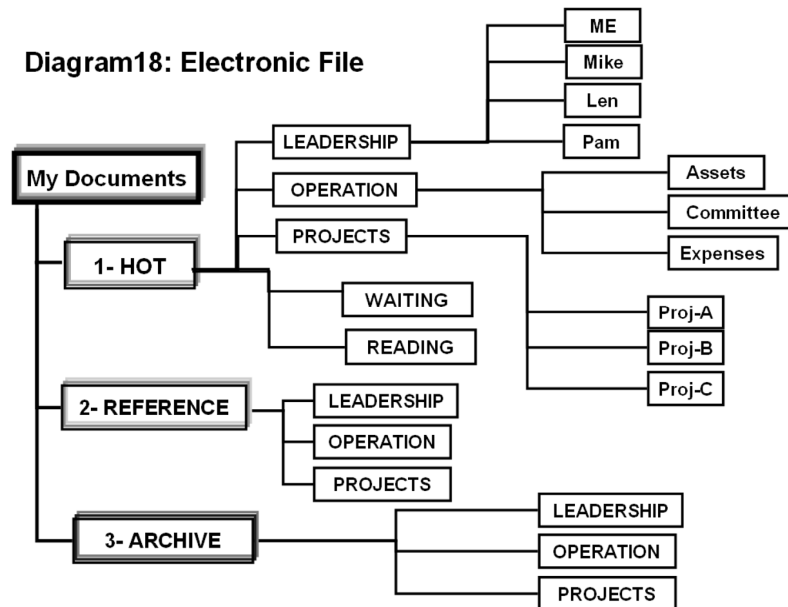 Diagram18: Electronic File
My Documents
1- HOT
LEADERSHIP
ME
Mike
Len
Pam
OPERATION
Assets
Committee
Expenses
PROJECTS
Proj-A
Proj-B
Proj-C
WAITING
READING
2- REFERENCE
LEADERSHIP
OPERATION
PROJECTS
3- ARCHIVE
LEADERSHIP
OPERATION
PROJECTS